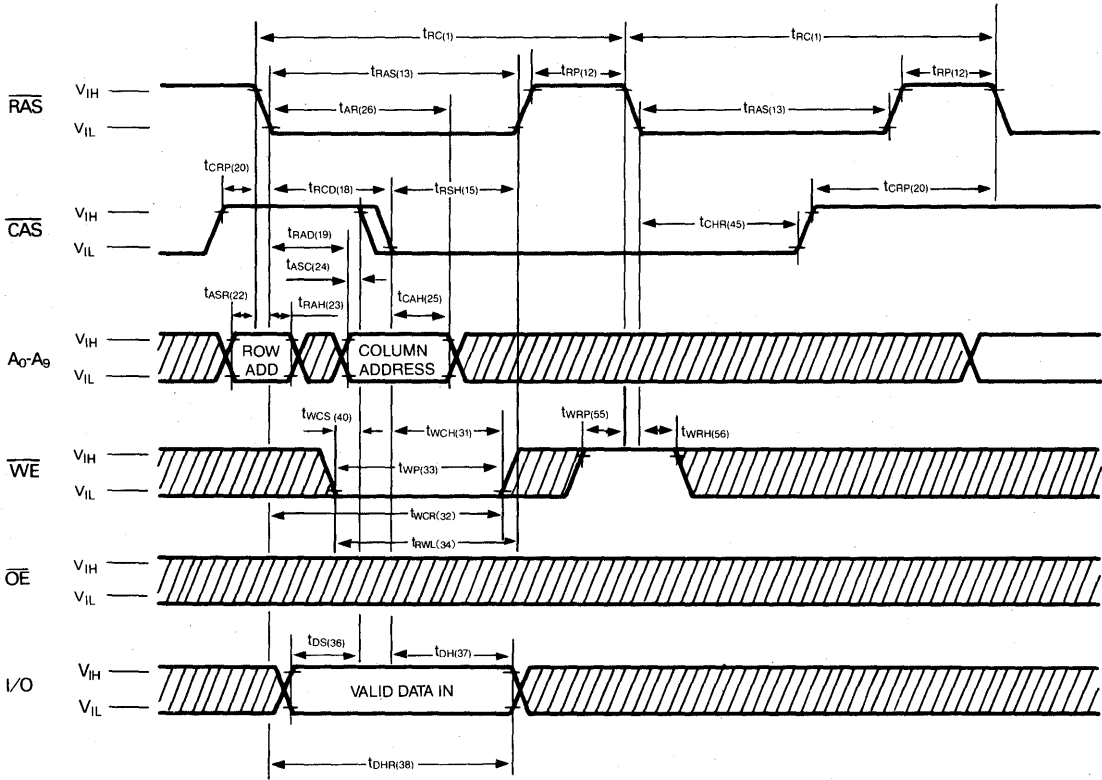 tRC(1) tRC(1)
tRAS(13) tRP(12) tRP(12)
RAS VIH
tAR(26) tRAS(13)
VIL
tCRP(20) tRCD(18) tRSH(15) tCRP(20)
CAS VIH
tCHR(45)
VIL tRAD(19)
tASC(24)
tASR(22) tRAH(23) tCAH(25)
A0-A9 VIH
ROW COLUMN
ADD ADDRESS
VIL
tWCS (40) tWCH(31) tWRP(55) tWRH(56)
WE VIH
tWP(33)
VIL
tWCR(32)
tRWL(34)
OE VIH
VIL
tDS(36) tDH(37)
I/O VIH
VALID DATA IN
VIL
tDHR(38)